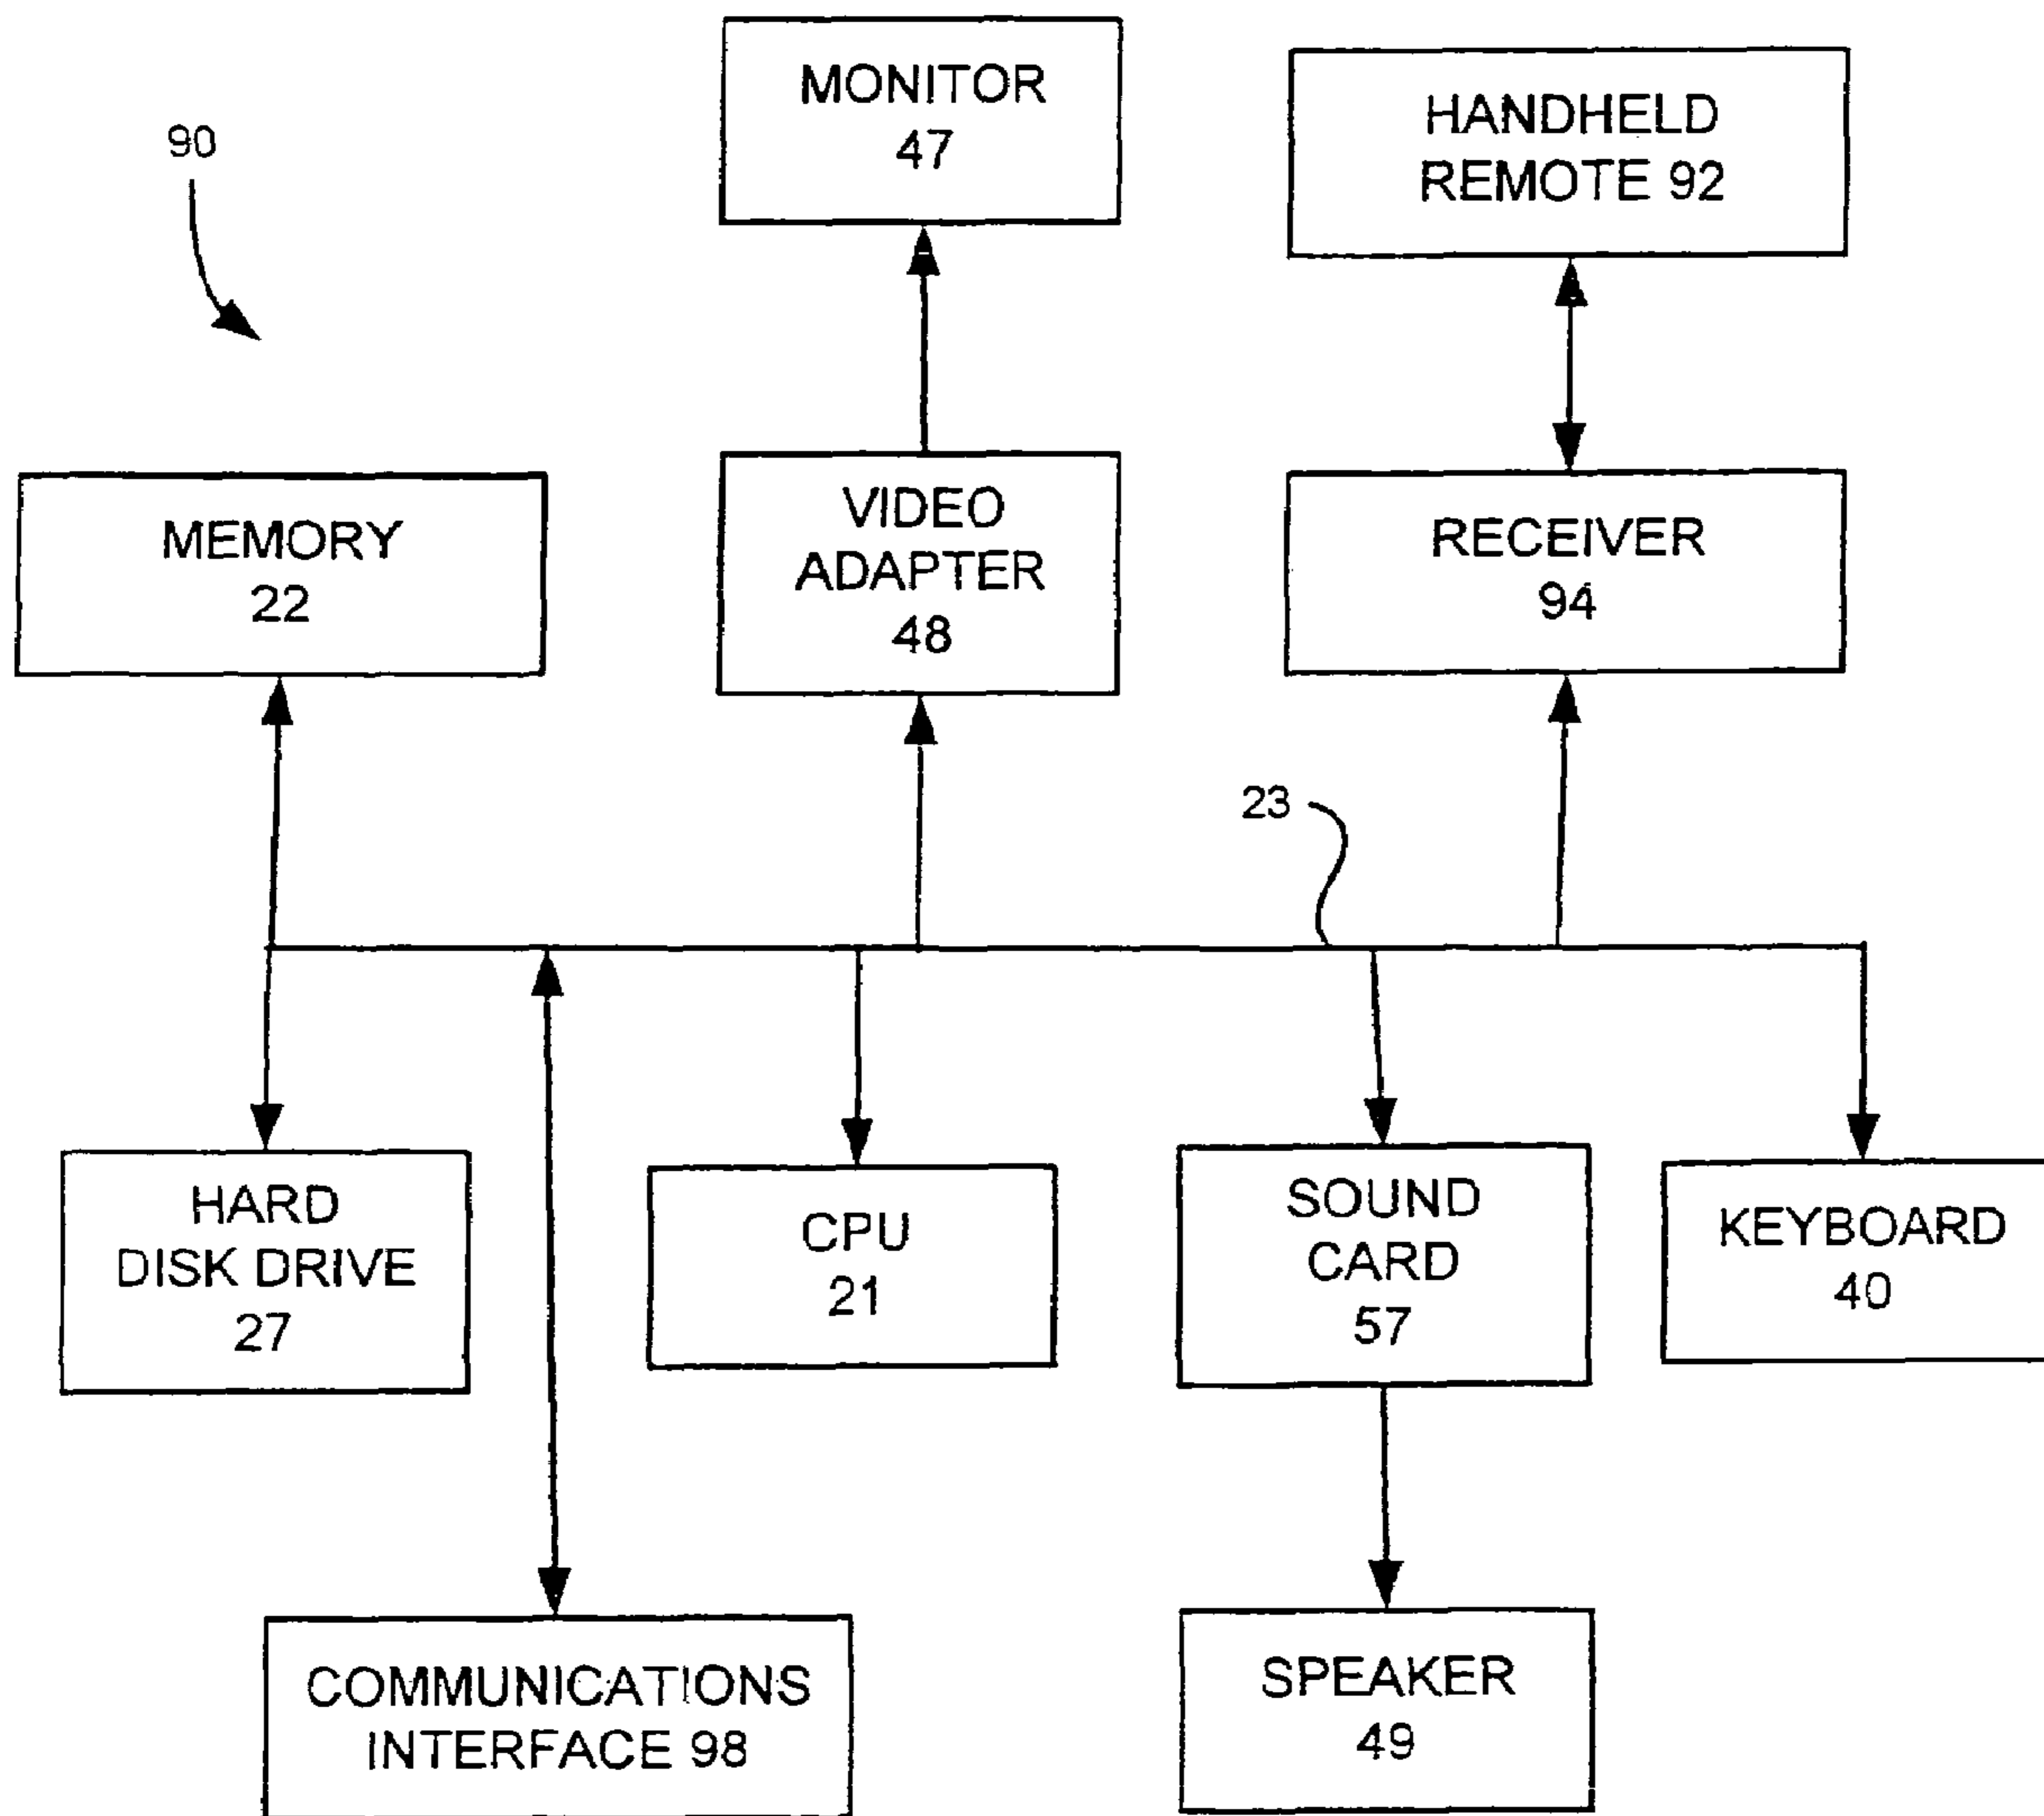 MONITOR
47
HANDHELD
REMOTE 92
90
MEMORY
22
VIDEO
ADAPTER
48
RECEIVER
94
23
HARD
DISK DRIVE
27
CPU
21
SOUND
CARD
57
KEYBOARD
40
COMMUNICATIONS
INTERFACE 98
SPEAKER
49